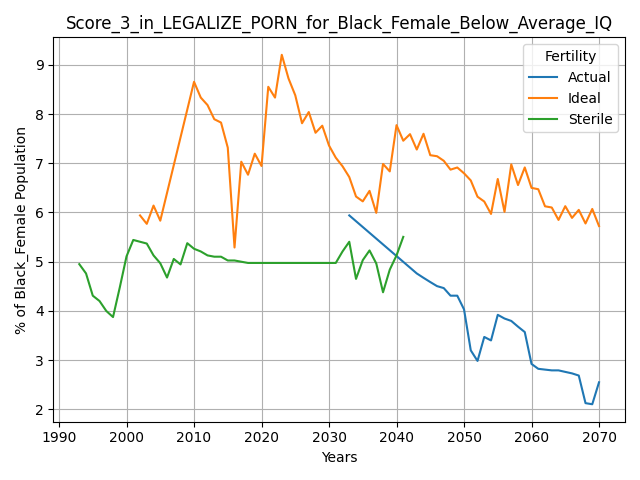 Score_3_in_LEGALIZE_PORN_for_Black_Female_Below_Average_IQ
Fertility
Actual
Ideal
Sterile
% of Black_Female Population
9
8
7
6
5
4
3
2
1990 2000 2010 2020 2030 2040 2050 2060 2070
Years